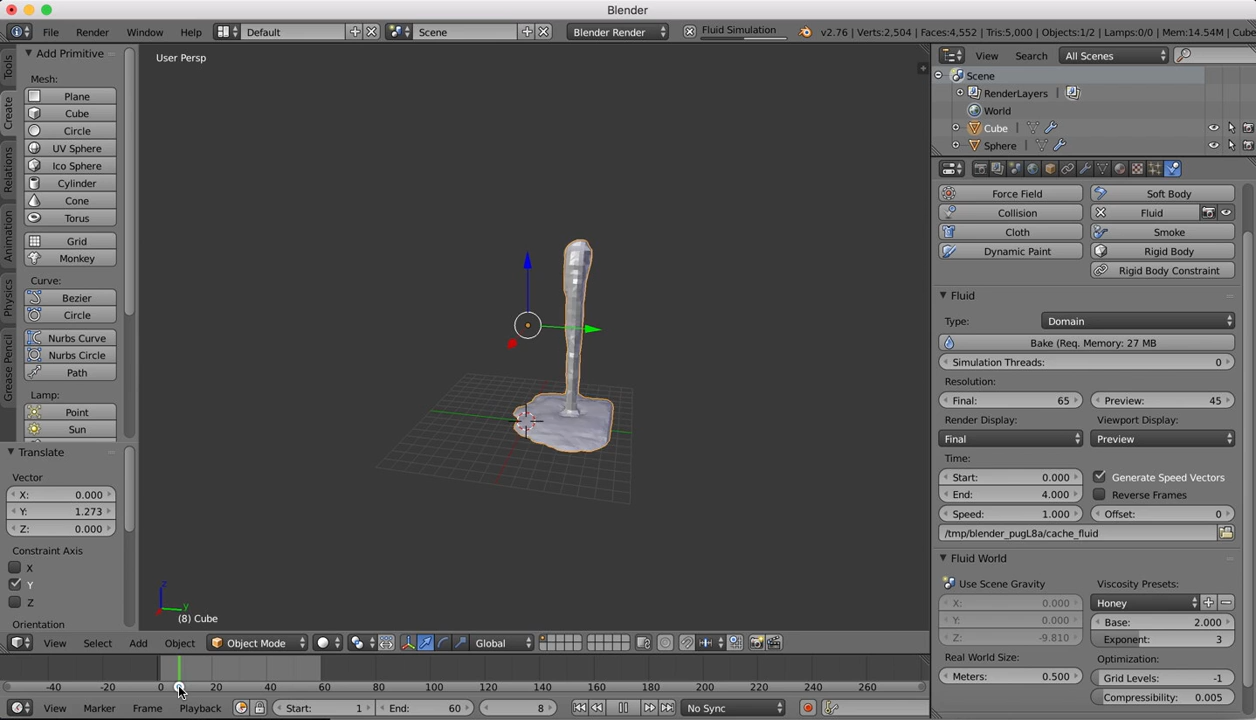 Blender
File Render Window Help Default Scene Blender Render Fluid Simulation v2.76 | Verts:2,504 | Faces:4,552 | Tris:5,000 | Objects:1/2 | Lamps:0/0 | Mem:14.54M | Cube
Tools
Create
Relations
Animation
Physics
Grease Pencil
Add Primitive
Mesh:
Plane
Cube
Circle
UV Sphere
Ico Sphere
Cylinder
Cone
Torus
Grid
Monkey
Curve:
Bezier
Circle
Nurbs Curve
Nurbs Circle
Path
Lamp:
Point
Sun
Translate
Vector
X: 0.000
Y: 1.273
Z: 0.000
Constraint Axis
X
Y
Z
Orientation
User Persp
z
y
(8) Cube
View Select Add Object Object Mode Global
-40 -20 0 20 40 60 80 100 120 140 160 180 200 220 240 260
View Marker Frame Playback Start: 1 End: 60 8 No Sync
View Search All Scenes
Scene
RenderLayers |
World
Cube |
Sphere |
Force Field Soft Body
Collision Fluid
Cloth Smoke
Dynamic Paint Rigid Body
Rigid Body Constraint
Fluid
Type: Domain
Bake (Req. Memory: 27 MB
Simulation Threads: 0
Resolution:
Final: 65 Preview: 45
Render Display: Viewport Display:
Final Preview
Time:
Start: 0.000 Generate Speed Vectors
End: 4.000 Reverse Frames
Speed: 1.000 Offset: 0
/tmp/blender_pugL8a/cache_fluid
Fluid World
Use Scene Gravity Viscosity Presets:
X: 0.000 Honey
Y: 0.000 Base: 2.000
Z: -9.810 Exponent: 3
Real World Size: Optimization:
Meters: 0.500 Grid Levels: -1
Compressibility: 0.005